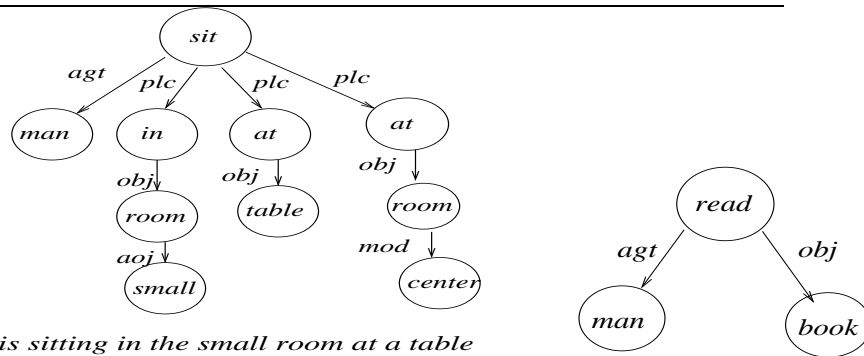 sit
agt plc plc plc
man in at at
obj obj obj
room table room read
aoj mod agt obj
small center
man book
is sitting in the small room at a table